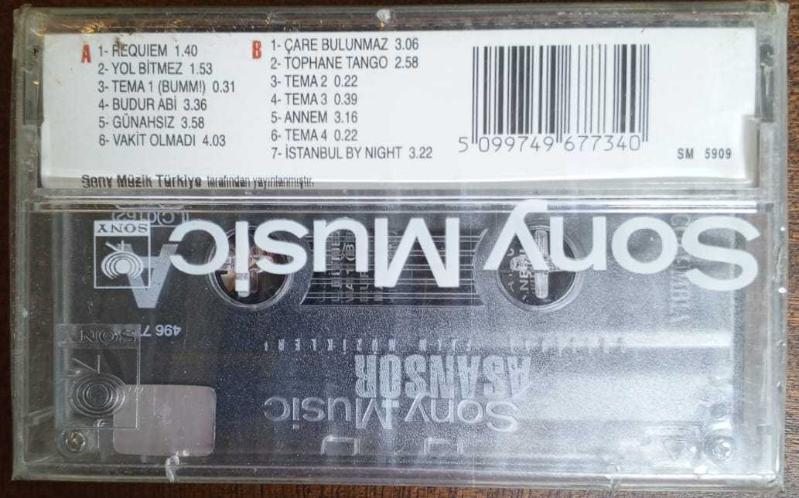 A 1- REQUIEM 1.40
2- YOL BİTMEZ 1.53
3- TEMA 1 (BUMM!) 0.31
4- BUDUR ABİ 3.36
5- GÜNAHSIZ 3.58
6- VAKİT OLMADI 4.03
B 1- ÇARE BULUNMAZ 3.06
2- TOPHANE TANGO 2.58
3- TEMA 2 0.22
4- TEMA 3 0.39
5- ANNEM 3.16
6- TEMA 4 0.22
7- İSTANBUL BY NIGHT 3.22
5 099749 677340
SM 5909
Sony Müzik Türkiye tarafından yayınlanmıştır.
Sony Music
SONY
COLUMBIA
496 7
SONY
ASANSÖR
Sony Music